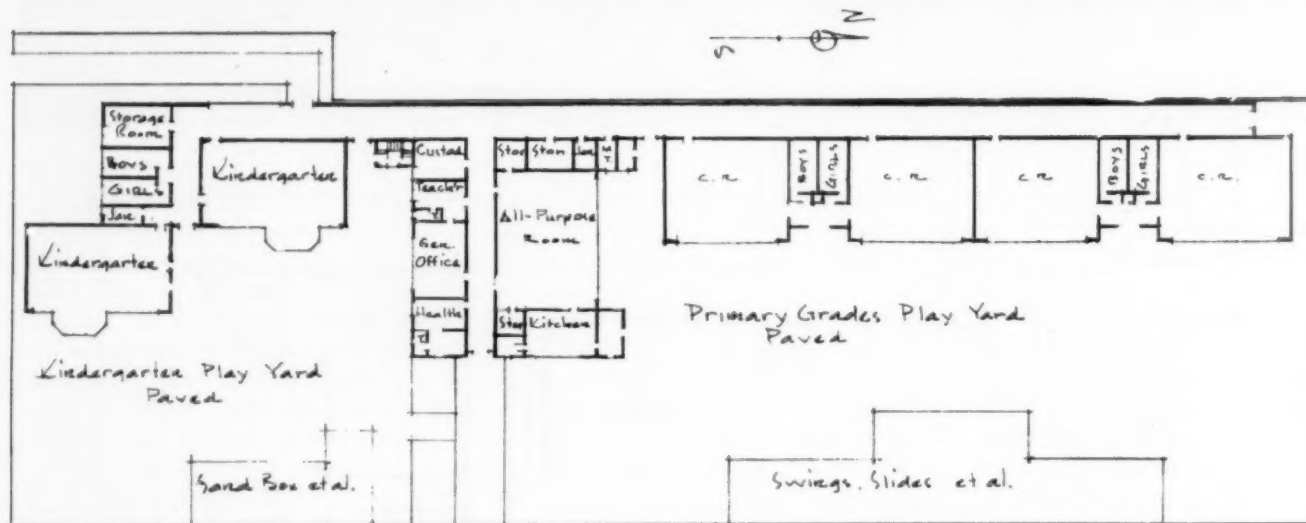 S N
Storage
Room
Boys
GIRLS
Jan
Kindergarten
Kindergarten
Custod
Teacher
Gen.
Office
Health
Stor
Stor
Jan
All-Purpose
Room
Stor
Kitchen
C.R.
BOYS
GIRLS
C.R.
C.R.
BOYS
GIRLS
C.R.
Kindergarten Play Yard
Paved
Primary Grades Play Yard
Paved
Sand Box et al.
Swings, Slides et al.